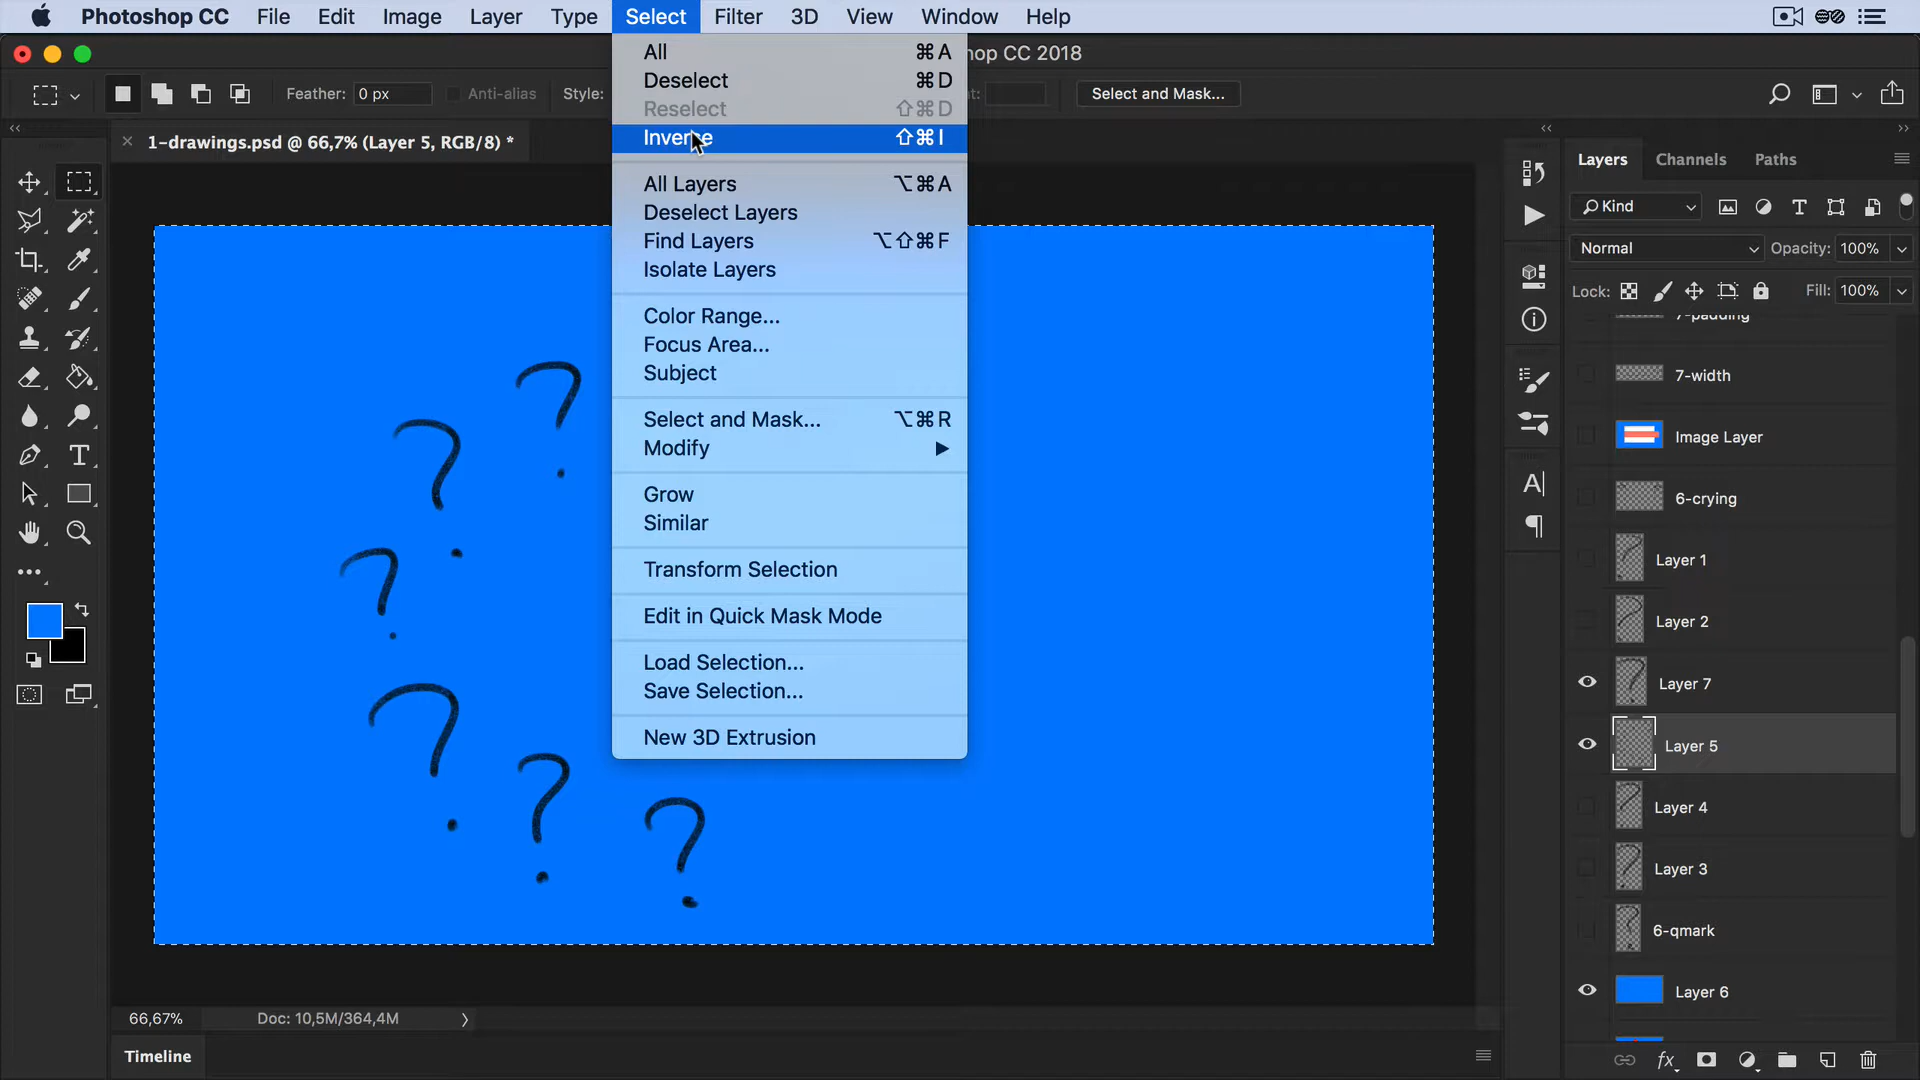 Photoshop CC File Edit Image Layer Type Select Filter 3D View Window Help
hop CC 2018
Feather: 0 px Anti-alias Style: t: Select and Mask...
1-drawings.psd @ 66,7% (Layer 5, RGB/8) *
All ⌘A
Deselect ⌘D
Reselect ⇧⌘D
Inverse ⇧⌘I
All Layers ⌥⌘A
Deselect Layers
Find Layers ⌥⇧⌘F
Isolate Layers
Color Range...
Focus Area...
Subject
Select and Mask... ⌥⌘R
Modify ▶
Grow
Similar
Transform Selection
Edit in Quick Mask Mode
Load Selection...
Save Selection...
New 3D Extrusion
?
?
?
?
?
?
Layers Channels Paths
Kind
Normal Opacity: 100%
Lock: Fill: 100%
7-padding
7-width
Image Layer
6-crying
Layer 1
Layer 2
Layer 7
Layer 5
Layer 4
Layer 3
6-qmark
Layer 6
fx
66,67% Doc: 10,5M/364,4M
Timeline